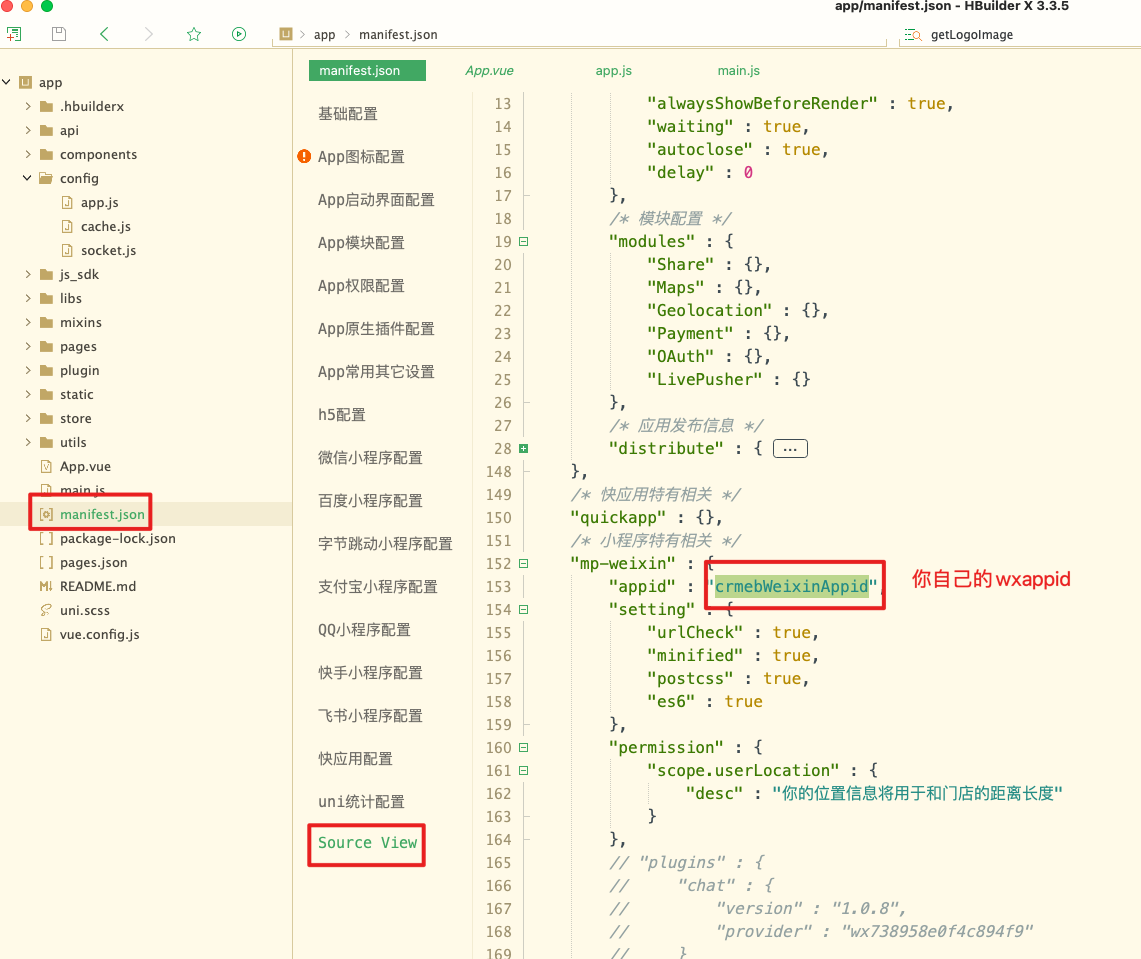 app/manifest.json - HBuilder X 3.3.5
app
manifest.json
getLogoImage
app
.hbuilderx
api
components
config
app.js
cache.js
socket.js
js_sdk
libs
mixins
pages
plugin
static
store
utils
App.vue
main.js
manifest.json
package-lock.json
pages.json
README.md
uni.scss
vue.config.js
manifest.json
App.vue
app.js
main.js
基础配置
App图标配置
App启动界面配置
App模块配置
App权限配置
App原生插件配置
App常用其它设置
h5配置
微信小程序配置
百度小程序配置
字节跳动小程序配置
支付宝小程序配置
QQ小程序配置
快手小程序配置
飞书小程序配置
快应用配置
uni统计配置
Source View
13 "alwaysShowBeforeRender" : true,
14 "waiting" : true,
15 "autoclose" : true,
16 "delay" : 0
17 },
18 /* 模块配置 */
19 "modules" : {
20 "Share" : {},
21 "Maps" : {},
22 "Geolocation" : {},
23 "Payment" : {},
24 "OAuth" : {},
25 "LivePusher" : {}
26 },
27 /* 应用发布信息 */
28 "distribute" : { ...
148 },
149 /* 快应用特有相关 */
150 "quickapp" : {},
151 /* 小程序特有相关 */
152 "mp-weixin" : {
153 "appid" : "crmebWeixinAppid",
你自己的wxappid
154 "setting" : {
155 "urlCheck" : true,
156 "minified" : true,
157 "postcss" : true,
158 "es6" : true
159 },
160 "permission" : {
161 "scope.userLocation" : {
162 "desc" : "你的位置信息将用于和门店的距离长度"
163 }
164 },
165 // "plugins" : {
166 // "chat" : {
167 // "version" : "1.0.8",
168 // "provider" : "wx738958e0f4c894f9"
169 // }